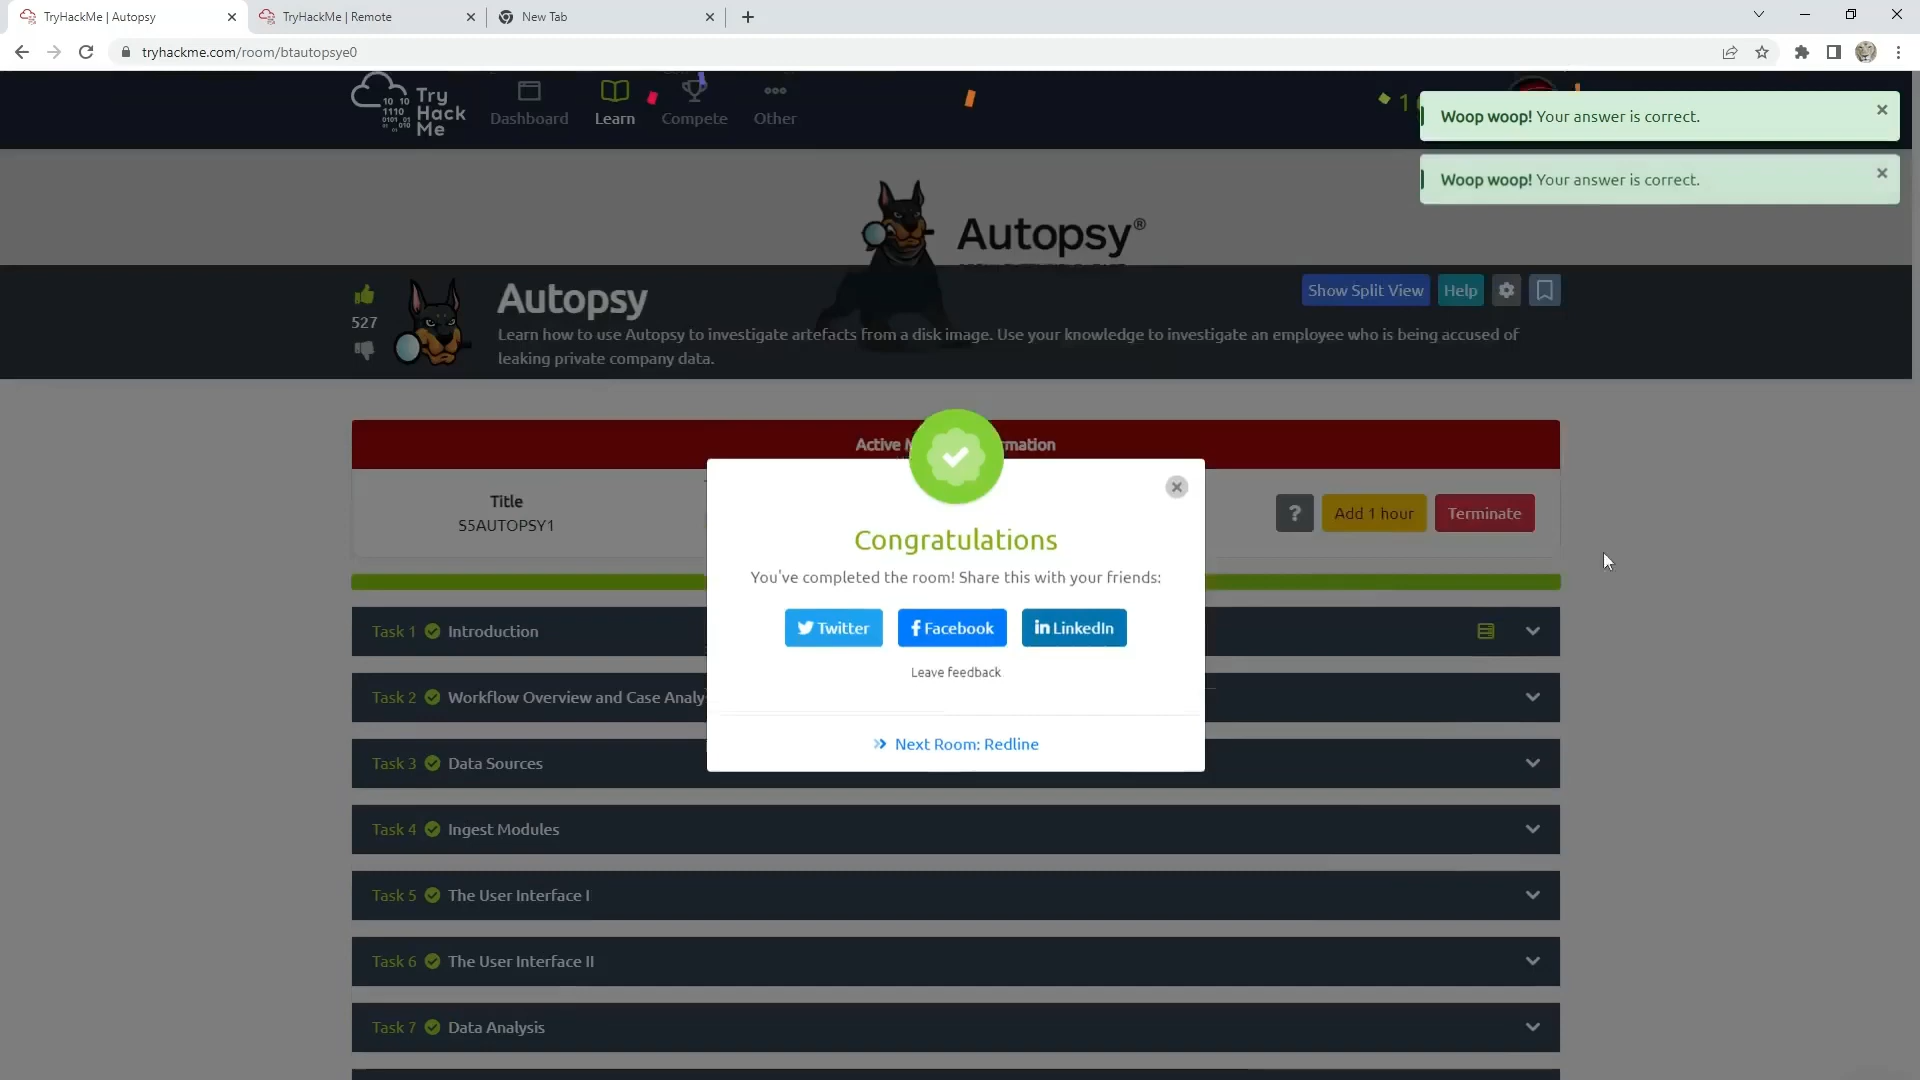 TryHackMe | Autopsy
TryHackMe | Remote
New Tab
tryhackme.com/room/btautopsye0
Try
Hack
Me
Dashboard
Learn
Compete
Other
1
Woop woop! Your answer is correct.
Woop woop! Your answer is correct.
Autopsy®
527
Autopsy
Learn how to use Autopsy to investigate artefacts from a disk image. Use your knowledge to investigate an employee who is being accused of
leaking private company data.
Show Split View
Help
Active M
rmation
Title
S5AUTOPSY1
?
Add 1 hour
Terminate
Congratulations
You've completed the room! Share this with your friends:
Twitter
Facebook
LinkedIn
Leave feedback
Next Room: Redline
Task 1 Introduction
Task 2 Workflow Overview and Case Analy
Task 3 Data Sources
Task 4 Ingest Modules
Task 5 The User Interface I
Task 6 The User Interface II
Task 7 Data Analysis